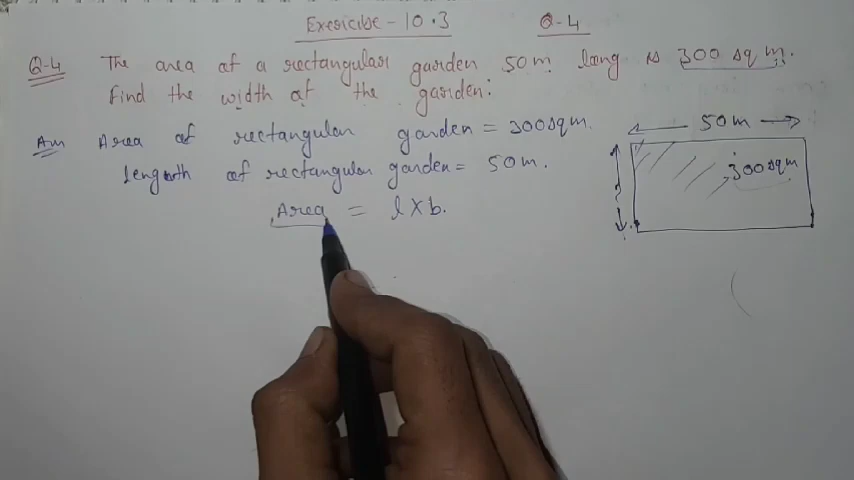 Exercise - 10.3 Q-4
Q-4 The area of a rectangular garden 50m long is 300 sq m.
Find the width of the garden:
Ans Area of rectangular garden = 300sqm.
length of rectangular garden = 50m.
Area = l x b.
50m
300sqm
?